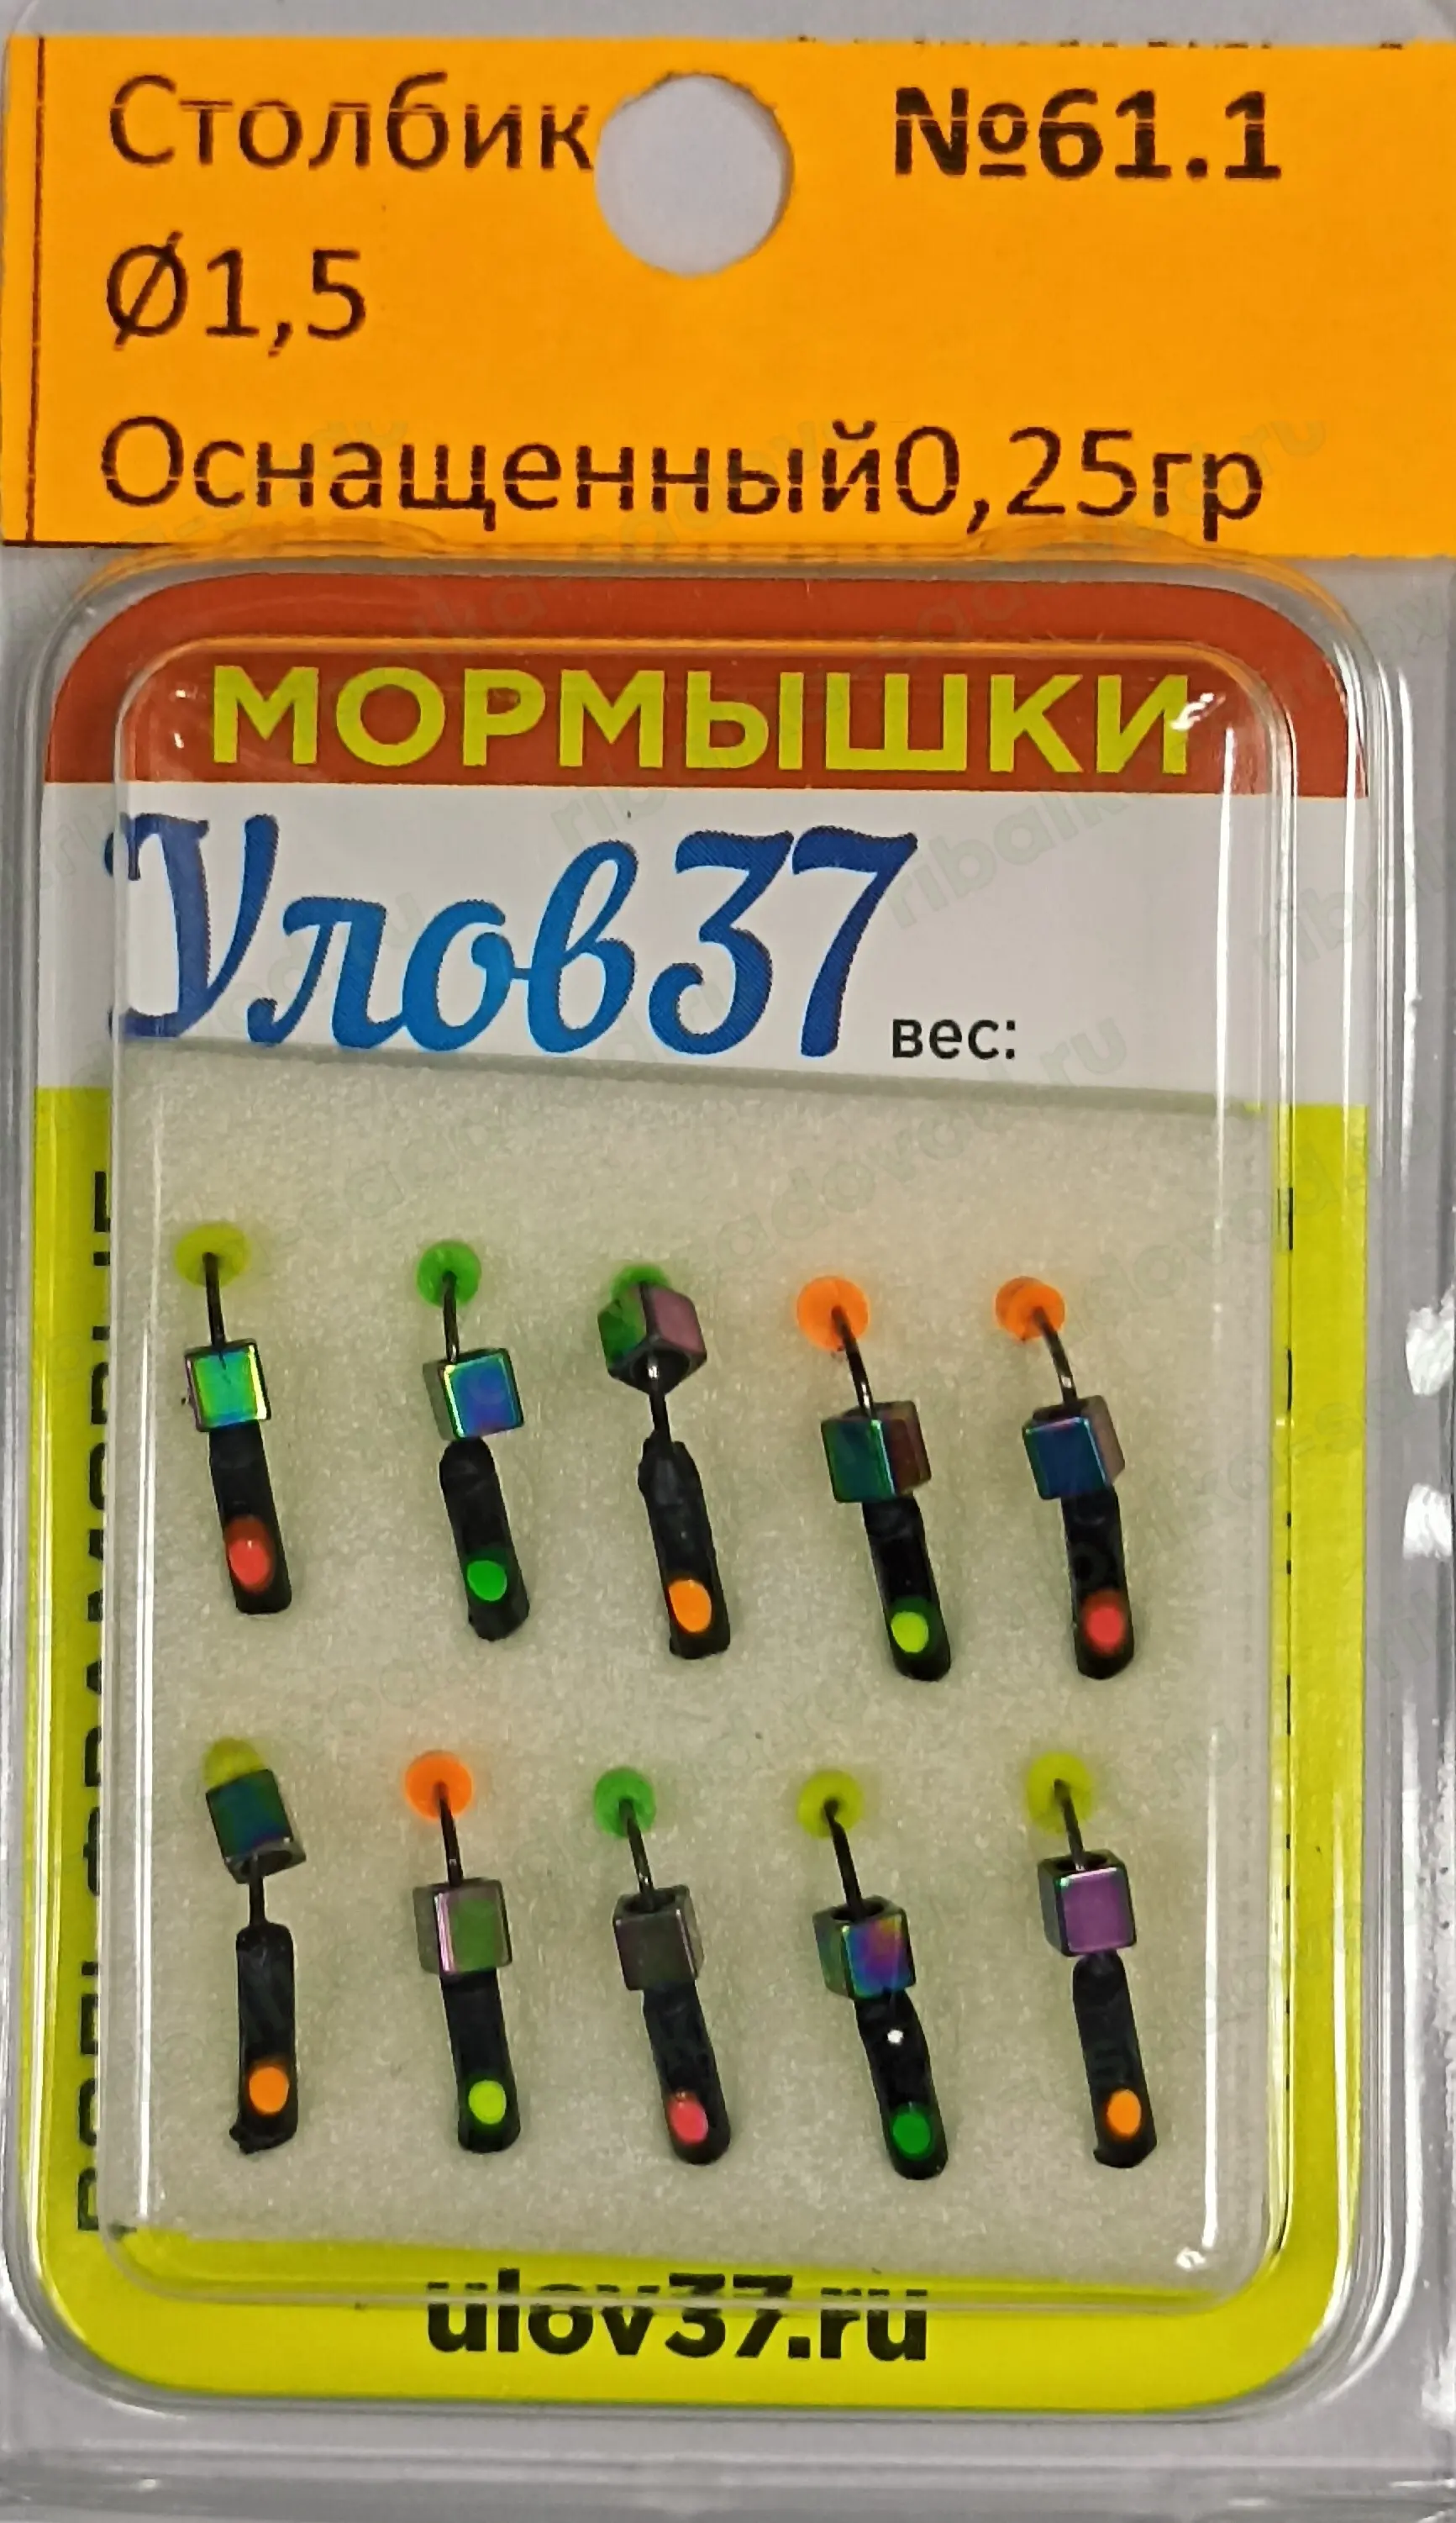 Столбик №61.1
Ø1,5
Оснащенный0,25гр
МОРМЫШКИ
Улов37
вес:
ulov37.ru